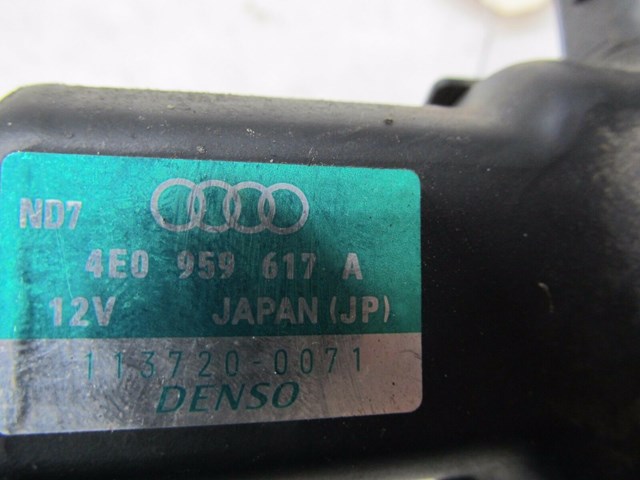 ND7
4E0 959 617 A
12V JAPAN (JP)
113720-0071
DENSO